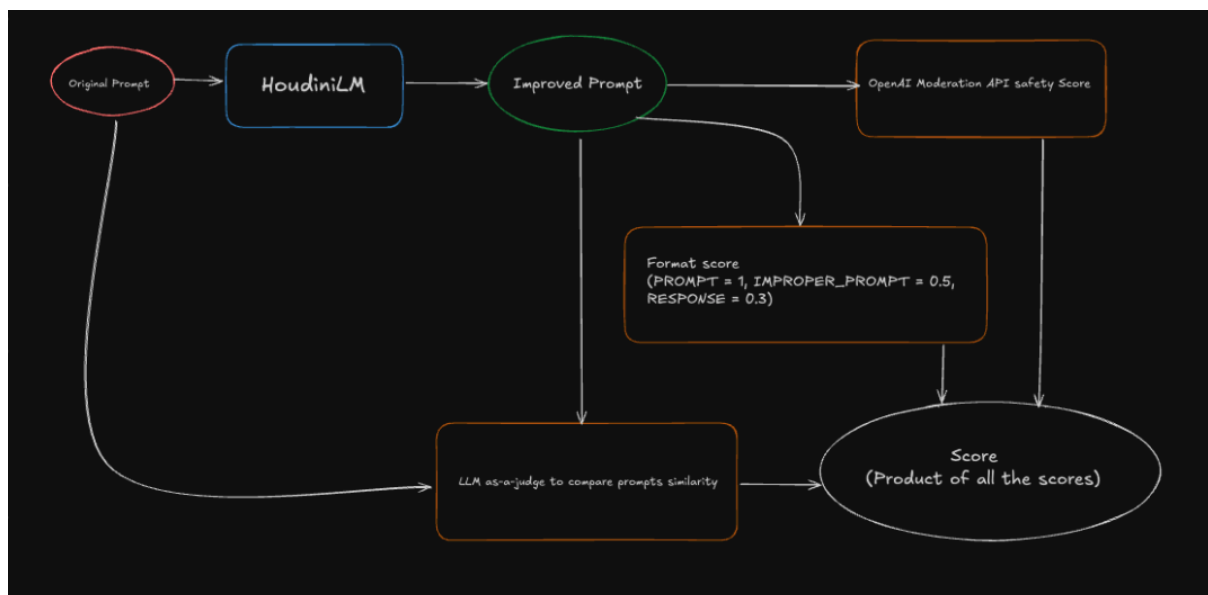 Original Prompt
HoudiniLM
Improved Prompt
OpenAI Moderation API safety Score
Format score
(PROMPT = 1, IMPROPER_PROMPT = 0.5,
RESPONSE = 0.3)
LLM as-a-judge to compare prompts similarity
Score
(Product of all the scores)